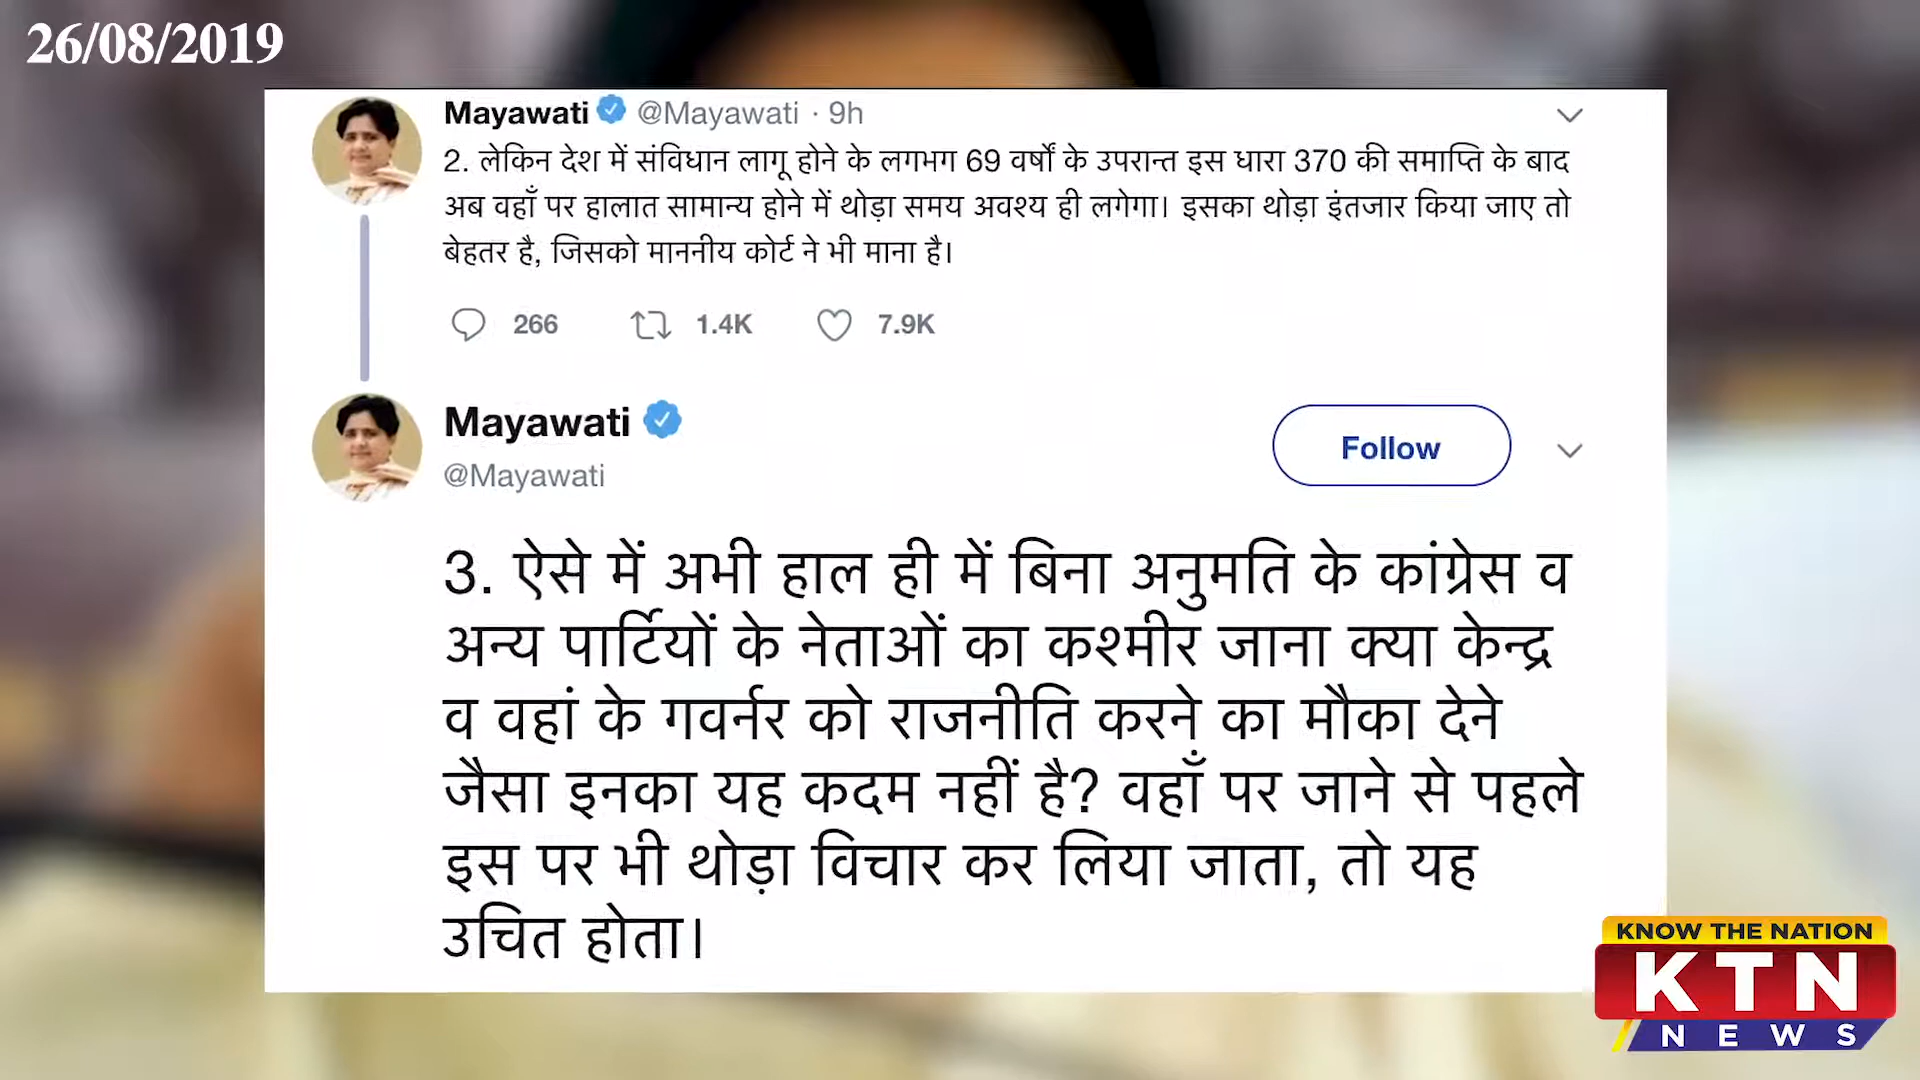 26/08/2019
Mayawati @Mayawati · 9h
2. लेकिन देश में संविधान लागू होने के लगभग 69 वर्षों के उपरान्त इस धारा 370 की समाप्ति के बाद
अब वहाँ पर हालात सामान्य होने में थोड़ा समय अवश्य ही लगेगा। इसका थोड़ा इंतजार किया जाए तो
बेहतर है, जिसको माननीय कोर्ट ने भी माना है।
266 1.4K 7.9K
Mayawati
@Mayawati
Follow
3. ऐसे में अभी हाल ही में बिना अनुमति के कांग्रेस व
अन्य पार्टियों के नेताओं का कश्मीर जाना क्या केन्द्र
व वहां के गवर्नर को राजनीति करने का मौका देने
जैसा इनका यह कदम नहीं है? वहाँ पर जाने से पहले
इस पर भी थोड़ा विचार कर लिया जाता, तो यह
उचित होता।
KNOW THE NATION
KTN
NEWS